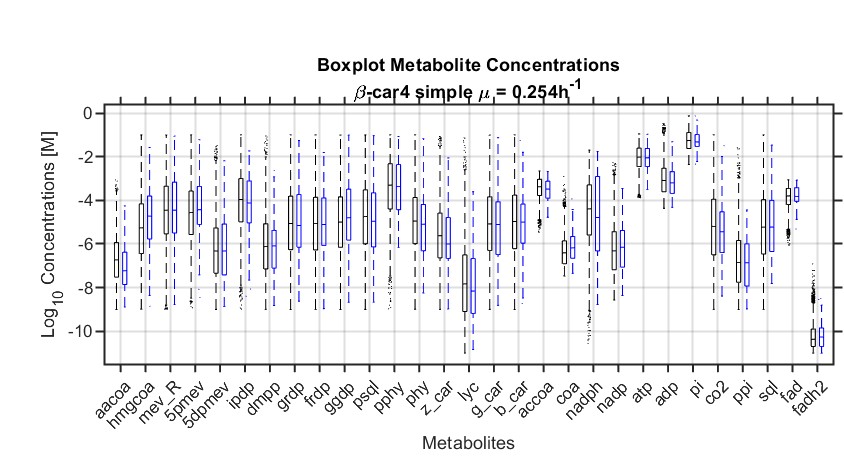 Boxplot Metabolite Concentrations
β-car4 simple μ = 0.254h⁻¹
Log₁₀ Concentrations [M]
0
-2
-4
-6
-8
-10
aacoa
hmgcoa
mev_R
5pmev
5dpmev
ipdp
dmpp
grdp
frdp
ggdp
psql
pphy
phy
z_car
lyc
g_car
b_car
accoa
coa
nadph
nadp
atp
adp
pi
co2
ppi
sql
fad
fadh2
Metabolites